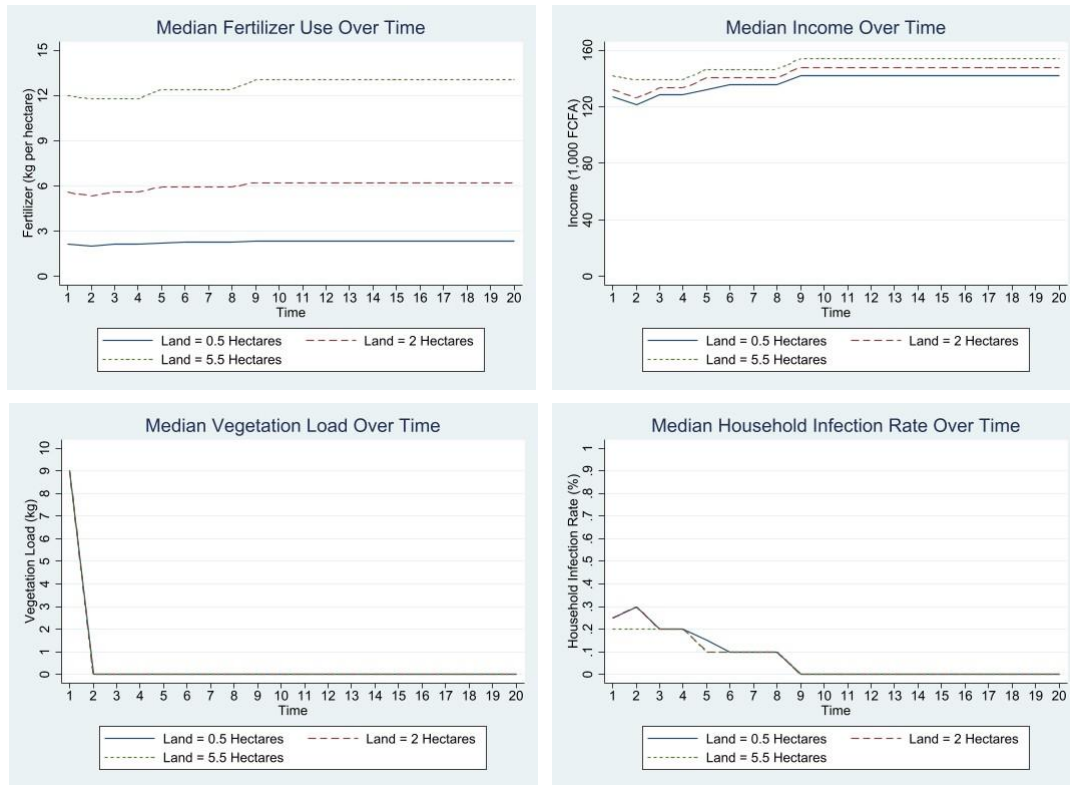 Median Fertilizer Use Over Time
Fertilizer (kg per hectare)
15
12
9
6
3
0
1 2 3 4 5 6 7 8 9 10 11 12 13 14 15 16 17 18 19 20
Time
Land = 0.5 Hectares Land = 2 Hectares
Land = 5.5 Hectares
Median Income Over Time
Income (1,000 FCFA)
160
120
80
40
0
1 2 3 4 5 6 7 8 9 10 11 12 13 14 15 16 17 18 19 20
Time
Land = 0.5 Hectares Land = 2 Hectares
Land = 5.5 Hectares
Median Vegetation Load Over Time
Vegetation Load (kg)
10
9
8
7
6
5
4
3
2
1
0
1 2 3 4 5 6 7 8 9 10 11 12 13 14 15 16 17 18 19 20
Time
Land = 0.5 Hectares Land = 2 Hectares
Land = 5.5 Hectares
Median Household Infection Rate Over Time
Household Infection Rate (%)
1
.9
.8
.7
.6
.5
.4
.3
.2
.1
0
1 2 3 4 5 6 7 8 9 10 11 12 13 14 15 16 17 18 19 20
Time
Land = 0.5 Hectares Land = 2 Hectares
Land = 5.5 Hectares